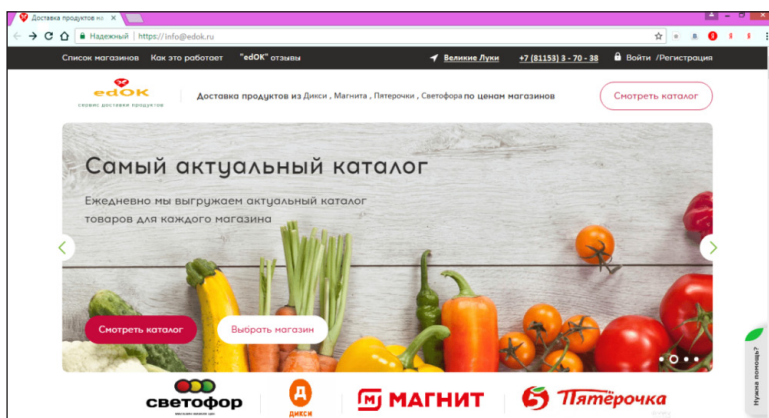 Доставка продуктов на
Надежный | https://info@edok.ru
Список магазинов Как это работает "edOK" отзывы Великие Луки +7 (81153) 3 - 70 - 38 Войти /Регистрация
edOK
сервис доставки продуктов
Доставка продуктов из Дикси , Магнита , Пятерочки , Светофора по ценам магазинов
Смотреть каталог
Самый актуальный каталог
Ежедневно мы выгружаем актуальный каталог
товаров для каждого магазина
Смотреть каталог Выбрать магазин
Нужна помощь?
светофор
ДИКСИ
МАГНИТ
Пятёрочка